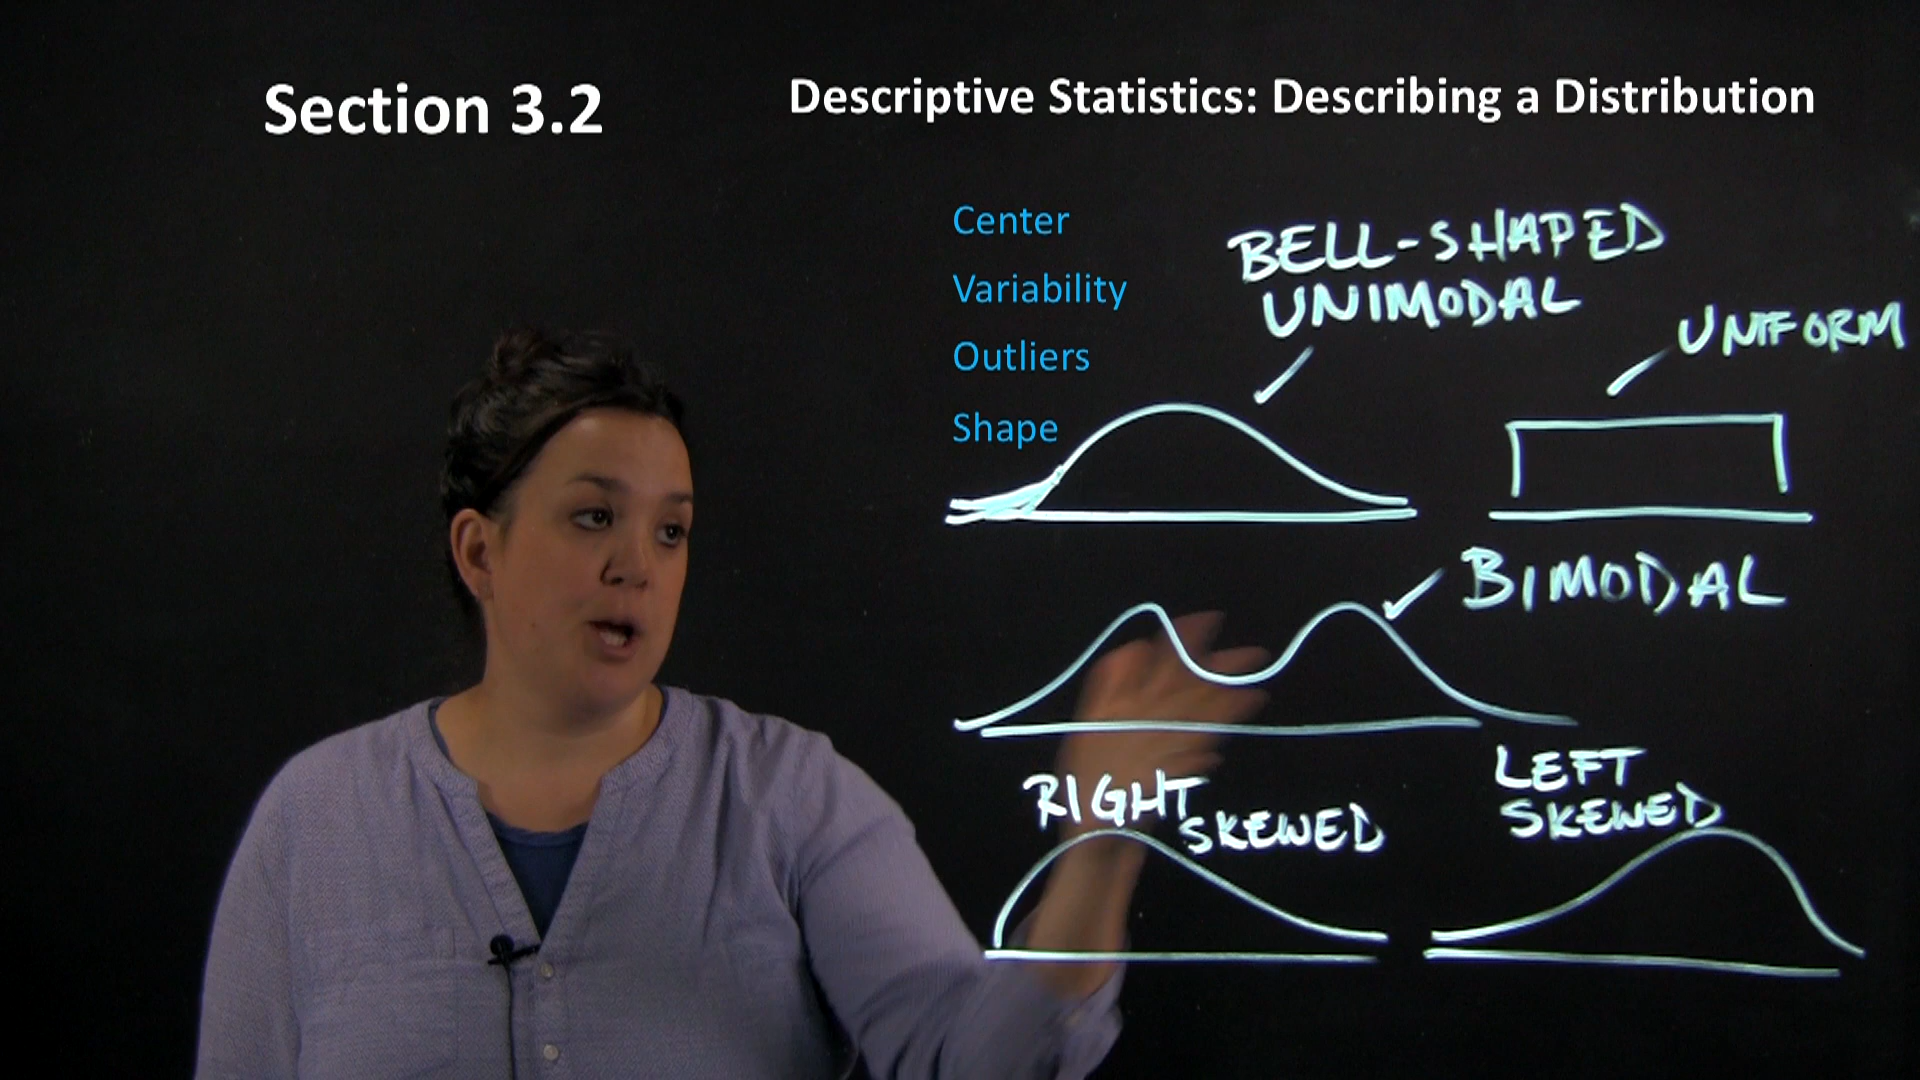 Section 3.2
Descriptive Statistics: Describing a Distribution
Center
Variability
Outliers
Shape
BELL-SHAPED
UNIMODAL
UNIFORM
BIMODAL
RIGHT
SKEWED
LEFT
SKEWED